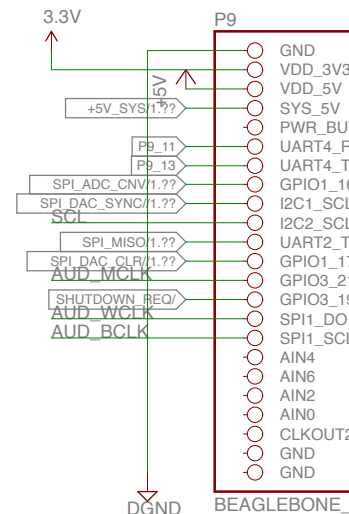 3.3V
P9
GND
VDD_3V3
+5V
VDD_5V
+5V_SYS/1.??
SYS_5V
PWR_BU
P9_11
UART4_R
P9_13
UART4_T
SPI_ADC_CNV/1.??
GPIO1_16
SPI_DAC_SYNC//1.??
I2C1_SCL
SCL
I2C2_SCL
SPI_MISO/1.??
UART2_T
SPI_DAC_CLR//1.??
GPIO1_17
AUD_MCLK
GPIO3_21
SHUTDOWN_REQ/
GPIO3_19
AUD_WCLK
SPI1_DO
AUD_BCLK
SPI1_SCL
AIN4
AIN6
AIN2
AIN0
CLKOUT2
GND
GND
DGND
BEAGLEBONE_